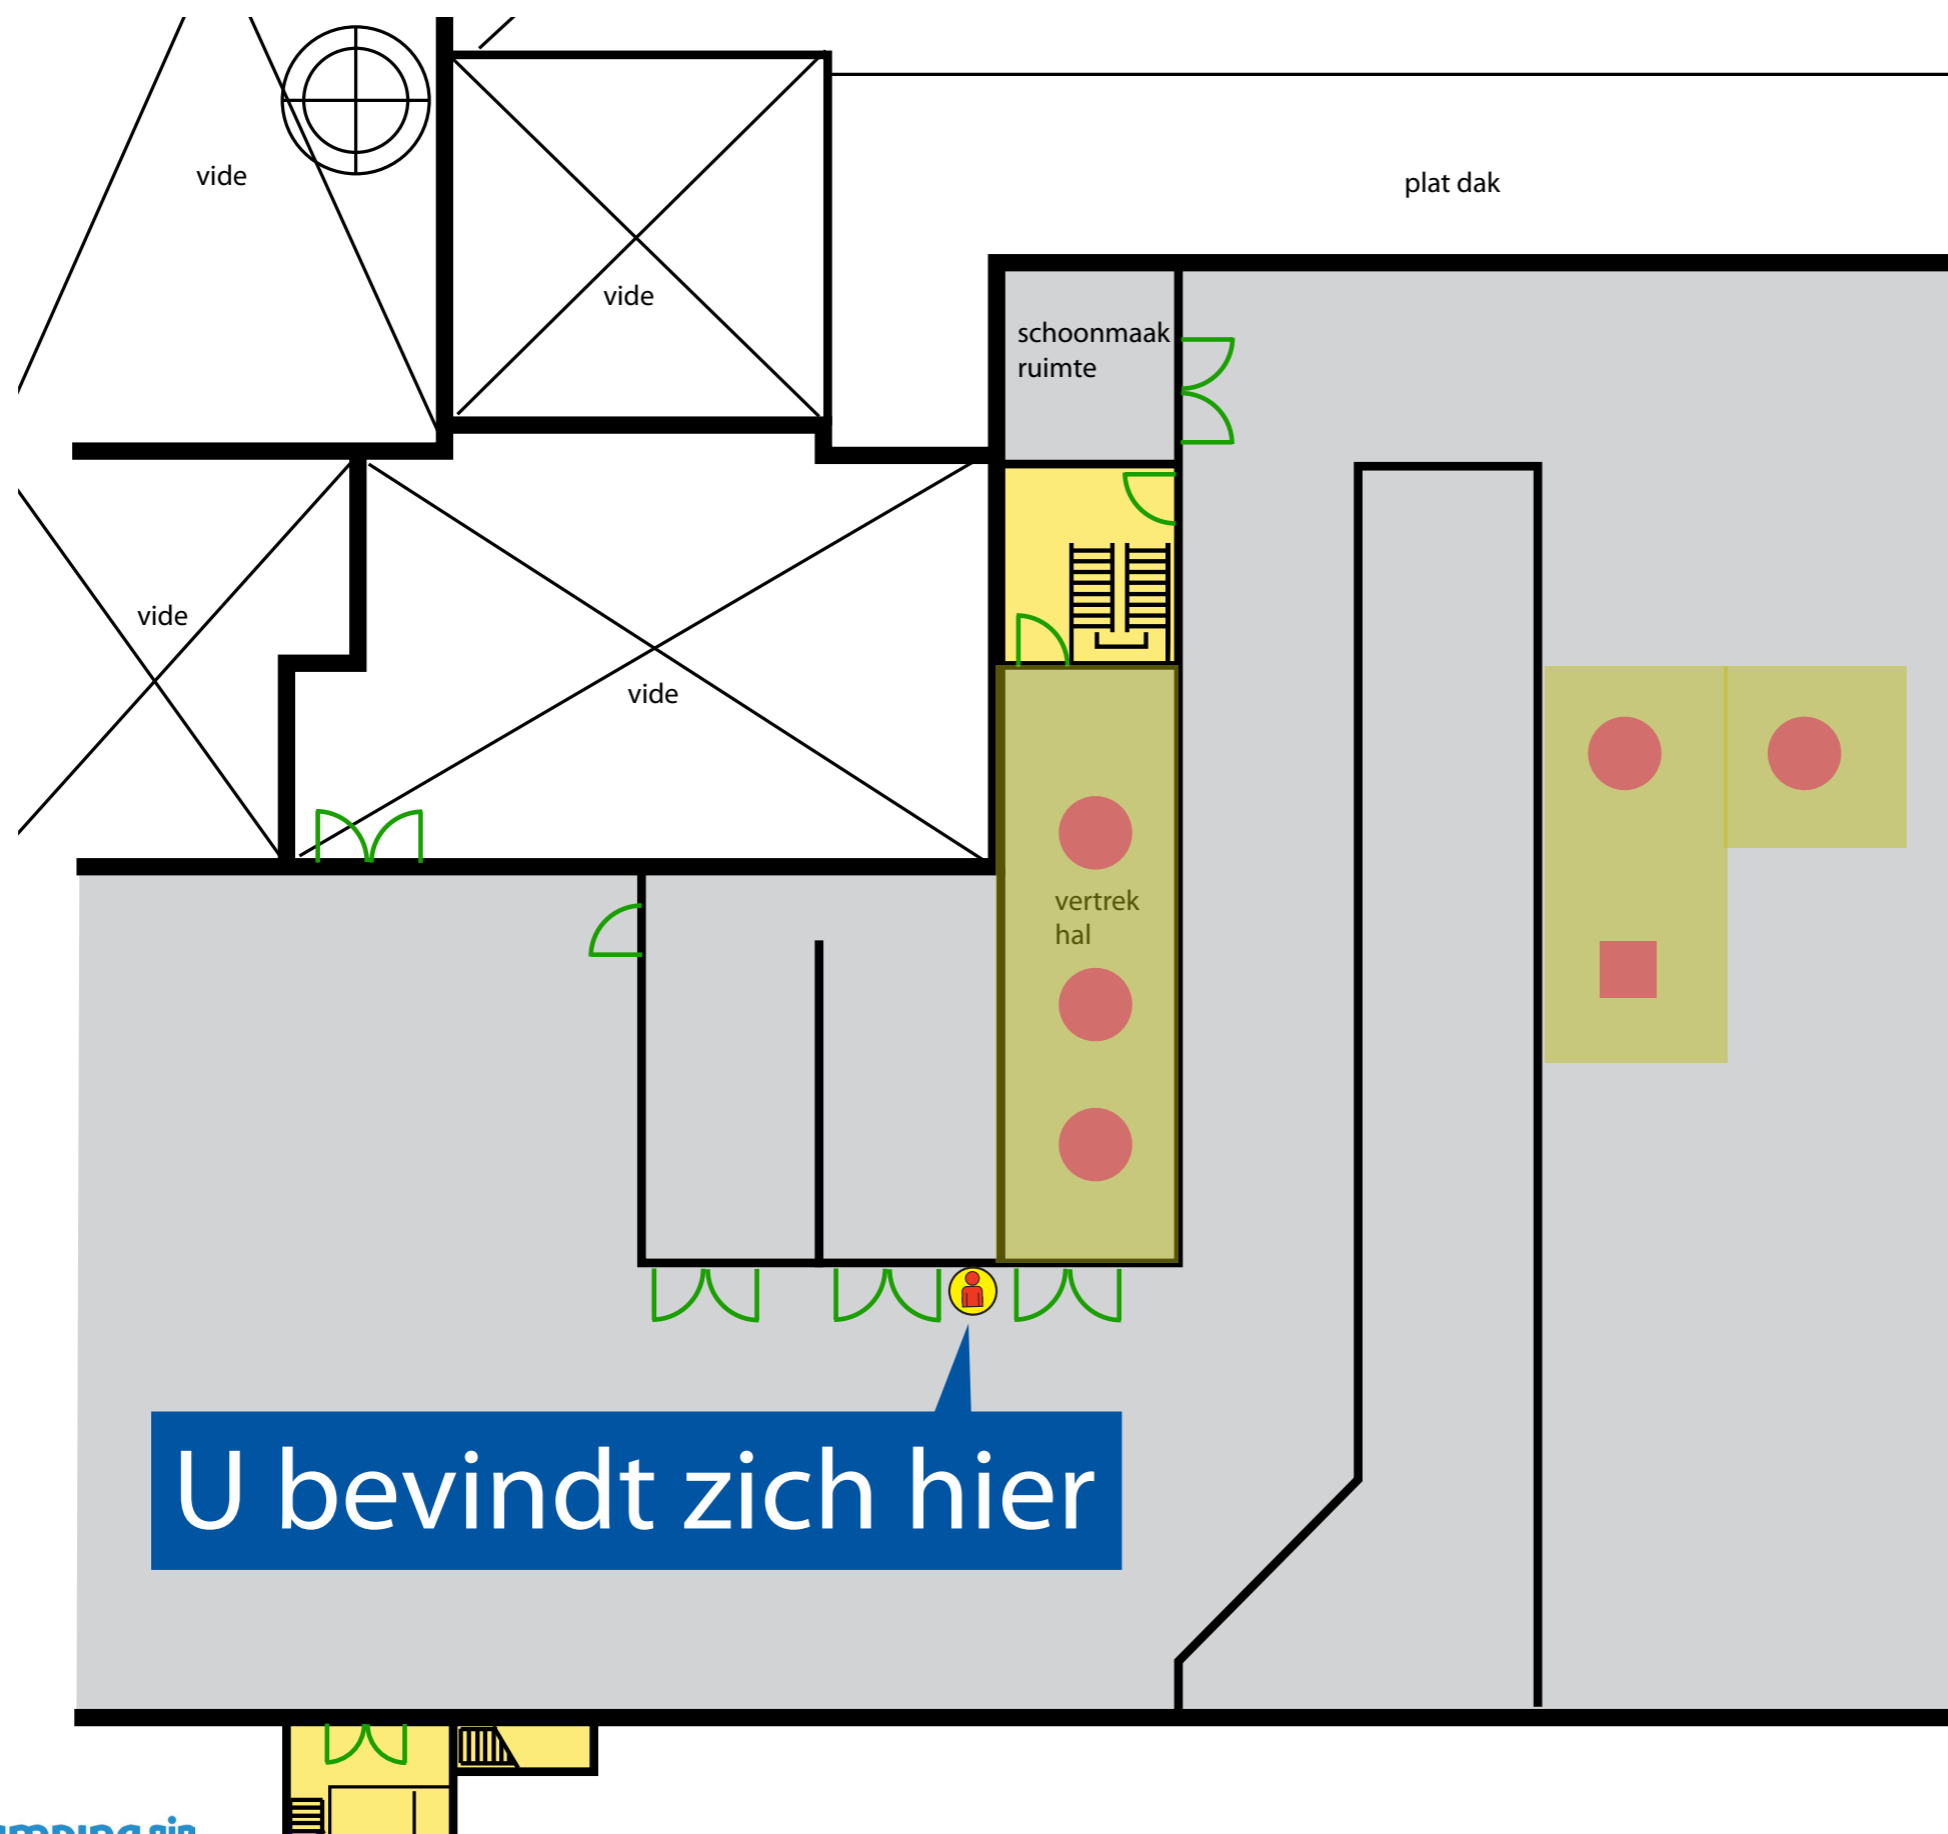 vide
plat dak
vide
schoonmaak
ruimte
vide
vide
vertrek
hal
U bevindt zich hier